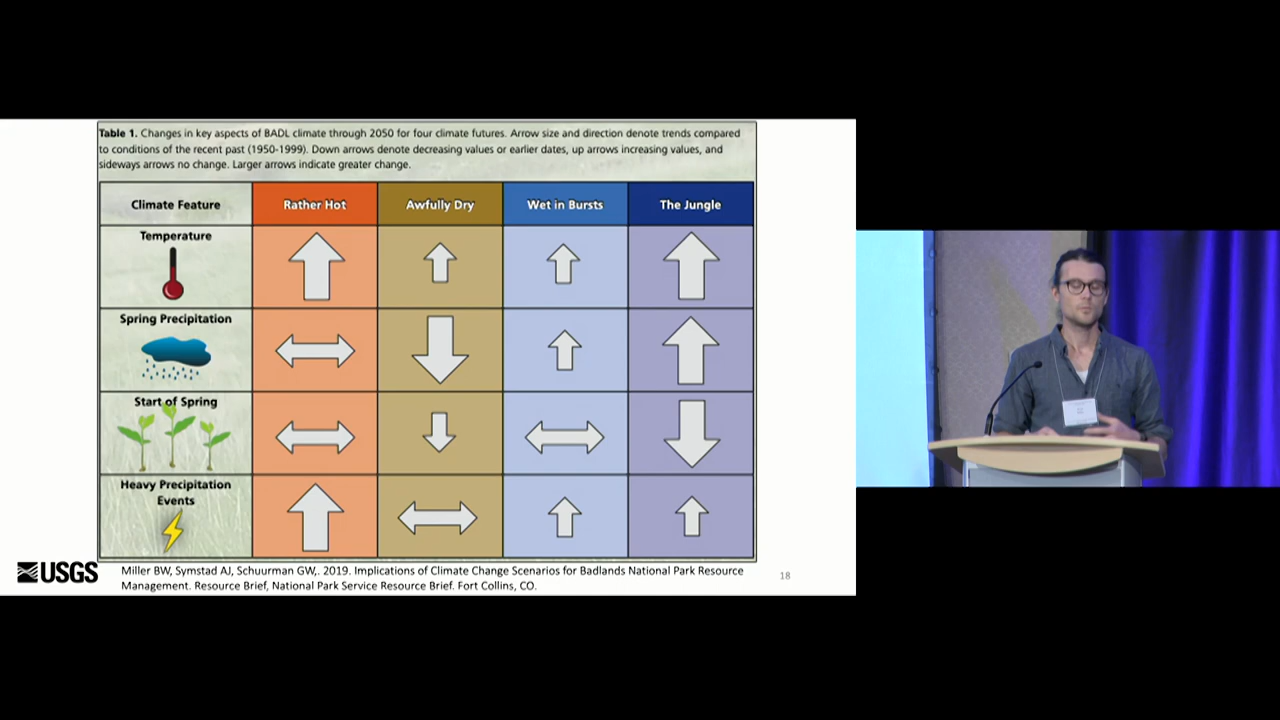 Table 1. Changes in key aspects of BADL climate through 2050 for four climate futures. Arrow size and direction denote trends compared
to conditions of the recent past (1950-1999). Down arrows denote decreasing values or earlier dates, up arrows increasing values, and
sideways arrows no change. Larger arrows indicate greater change.
Climate Feature
Rather Hot
Awfully Dry
Wet in Bursts
The Jungle
Temperature
Spring Precipitation
Start of Spring
Heavy Precipitation
Events
USGS
Miller BW, Symstad AJ, Schuurman GW,. 2019. Implications of Climate Change Scenarios for Badlands National Park Resource
Management. Resource Brief, National Park Service Resource Brief. Fort Collins, CO.
18